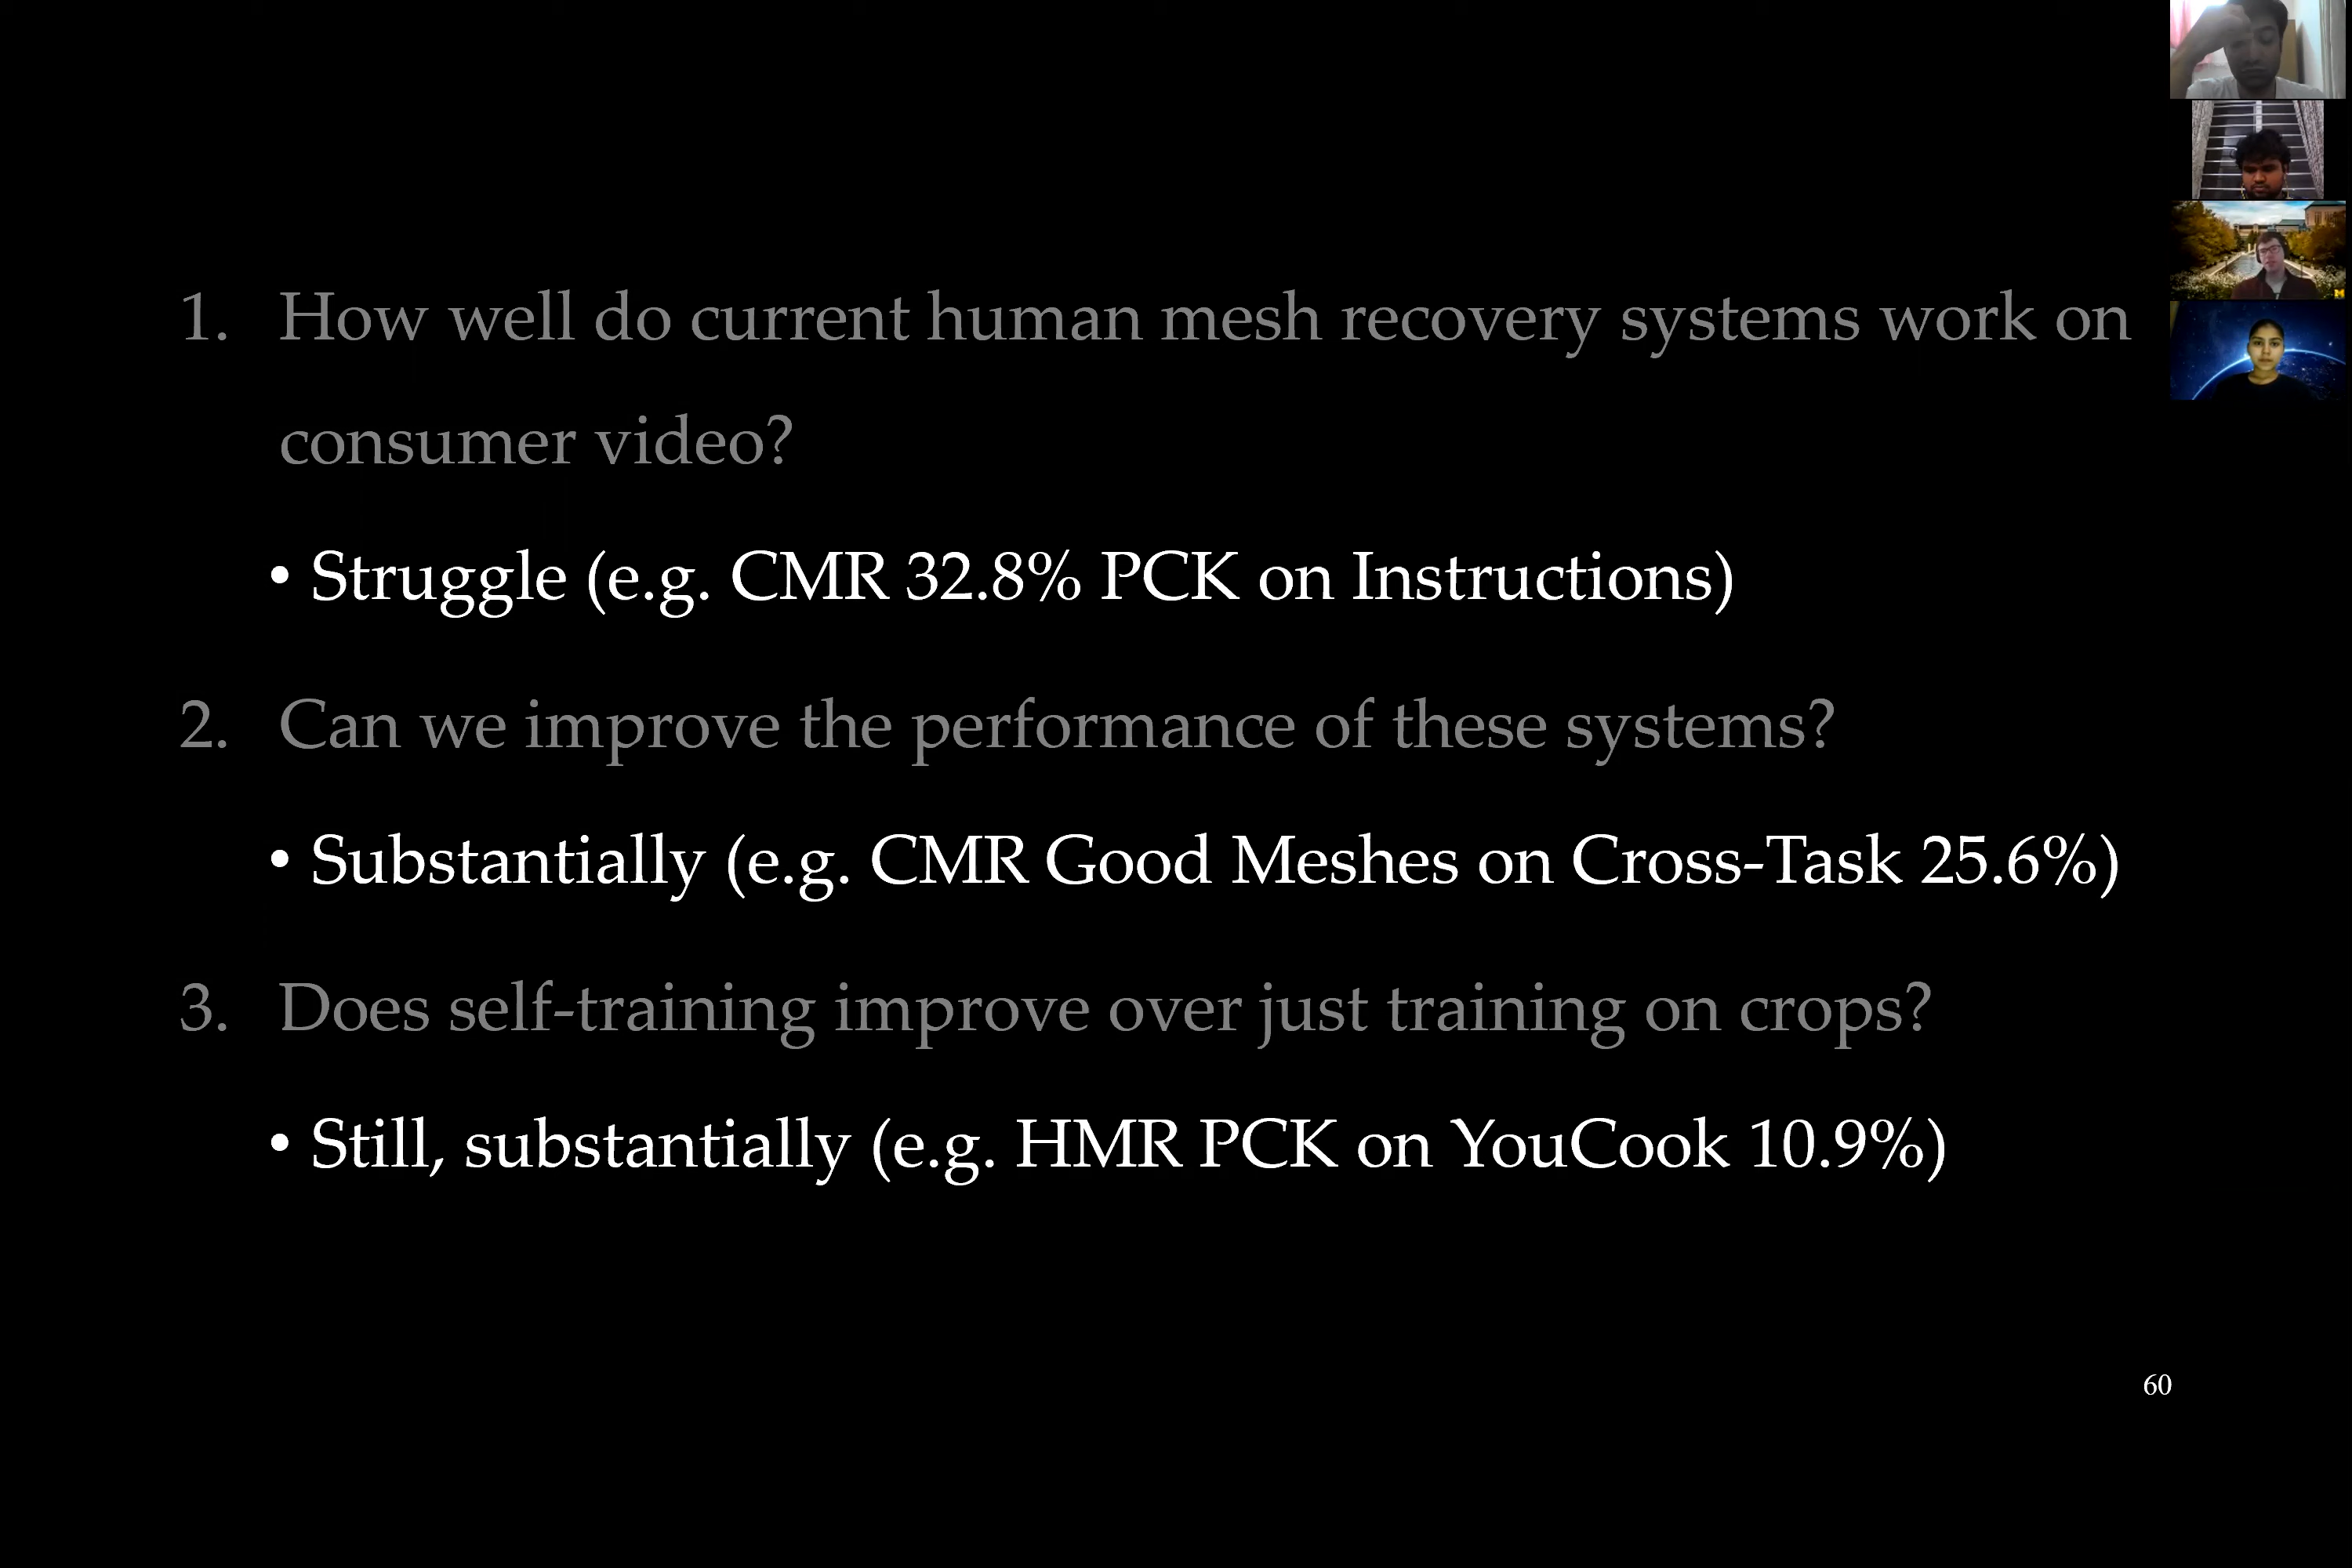 1. How well do current human mesh recovery systems work on
consumer video?
• Struggle (e.g. CMR 32.8% PCK on Instructions)
2. Can we improve the performance of these systems?
• Substantially (e.g. CMR Good Meshes on Cross-Task 25.6%)
3. Does self-training improve over just training on crops?
• Still, substantially (e.g. HMR PCK on YouCook 10.9%)
60